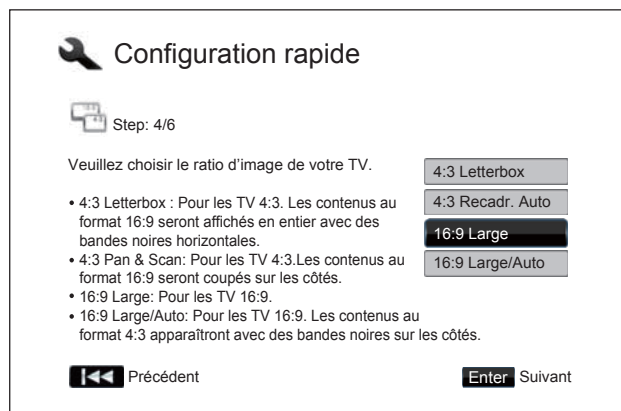 Configuration rapide
Step: 4/6
Veuillez choisir le ratio d'image de votre TV.
• 4:3 Letterbox : Pour les TV 4:3. Les contenus au
format 16:9 seront affichés en entier avec des
bandes noires horizontales.
• 4:3 Pan & Scan: Pour les TV 4:3.Les contenus au
format 16:9 seront coupés sur les côtés.
• 16:9 Large: Pour les TV 16:9.
• 16:9 Large/Auto: Pour les TV 16:9. Les contenus au
format 4:3 apparaîtront avec des bandes noires sur les côtés.
4:3 Letterbox
4:3 Recadr. Auto
16:9 Large
16:9 Large/Auto
Précédent
Enter Suivant